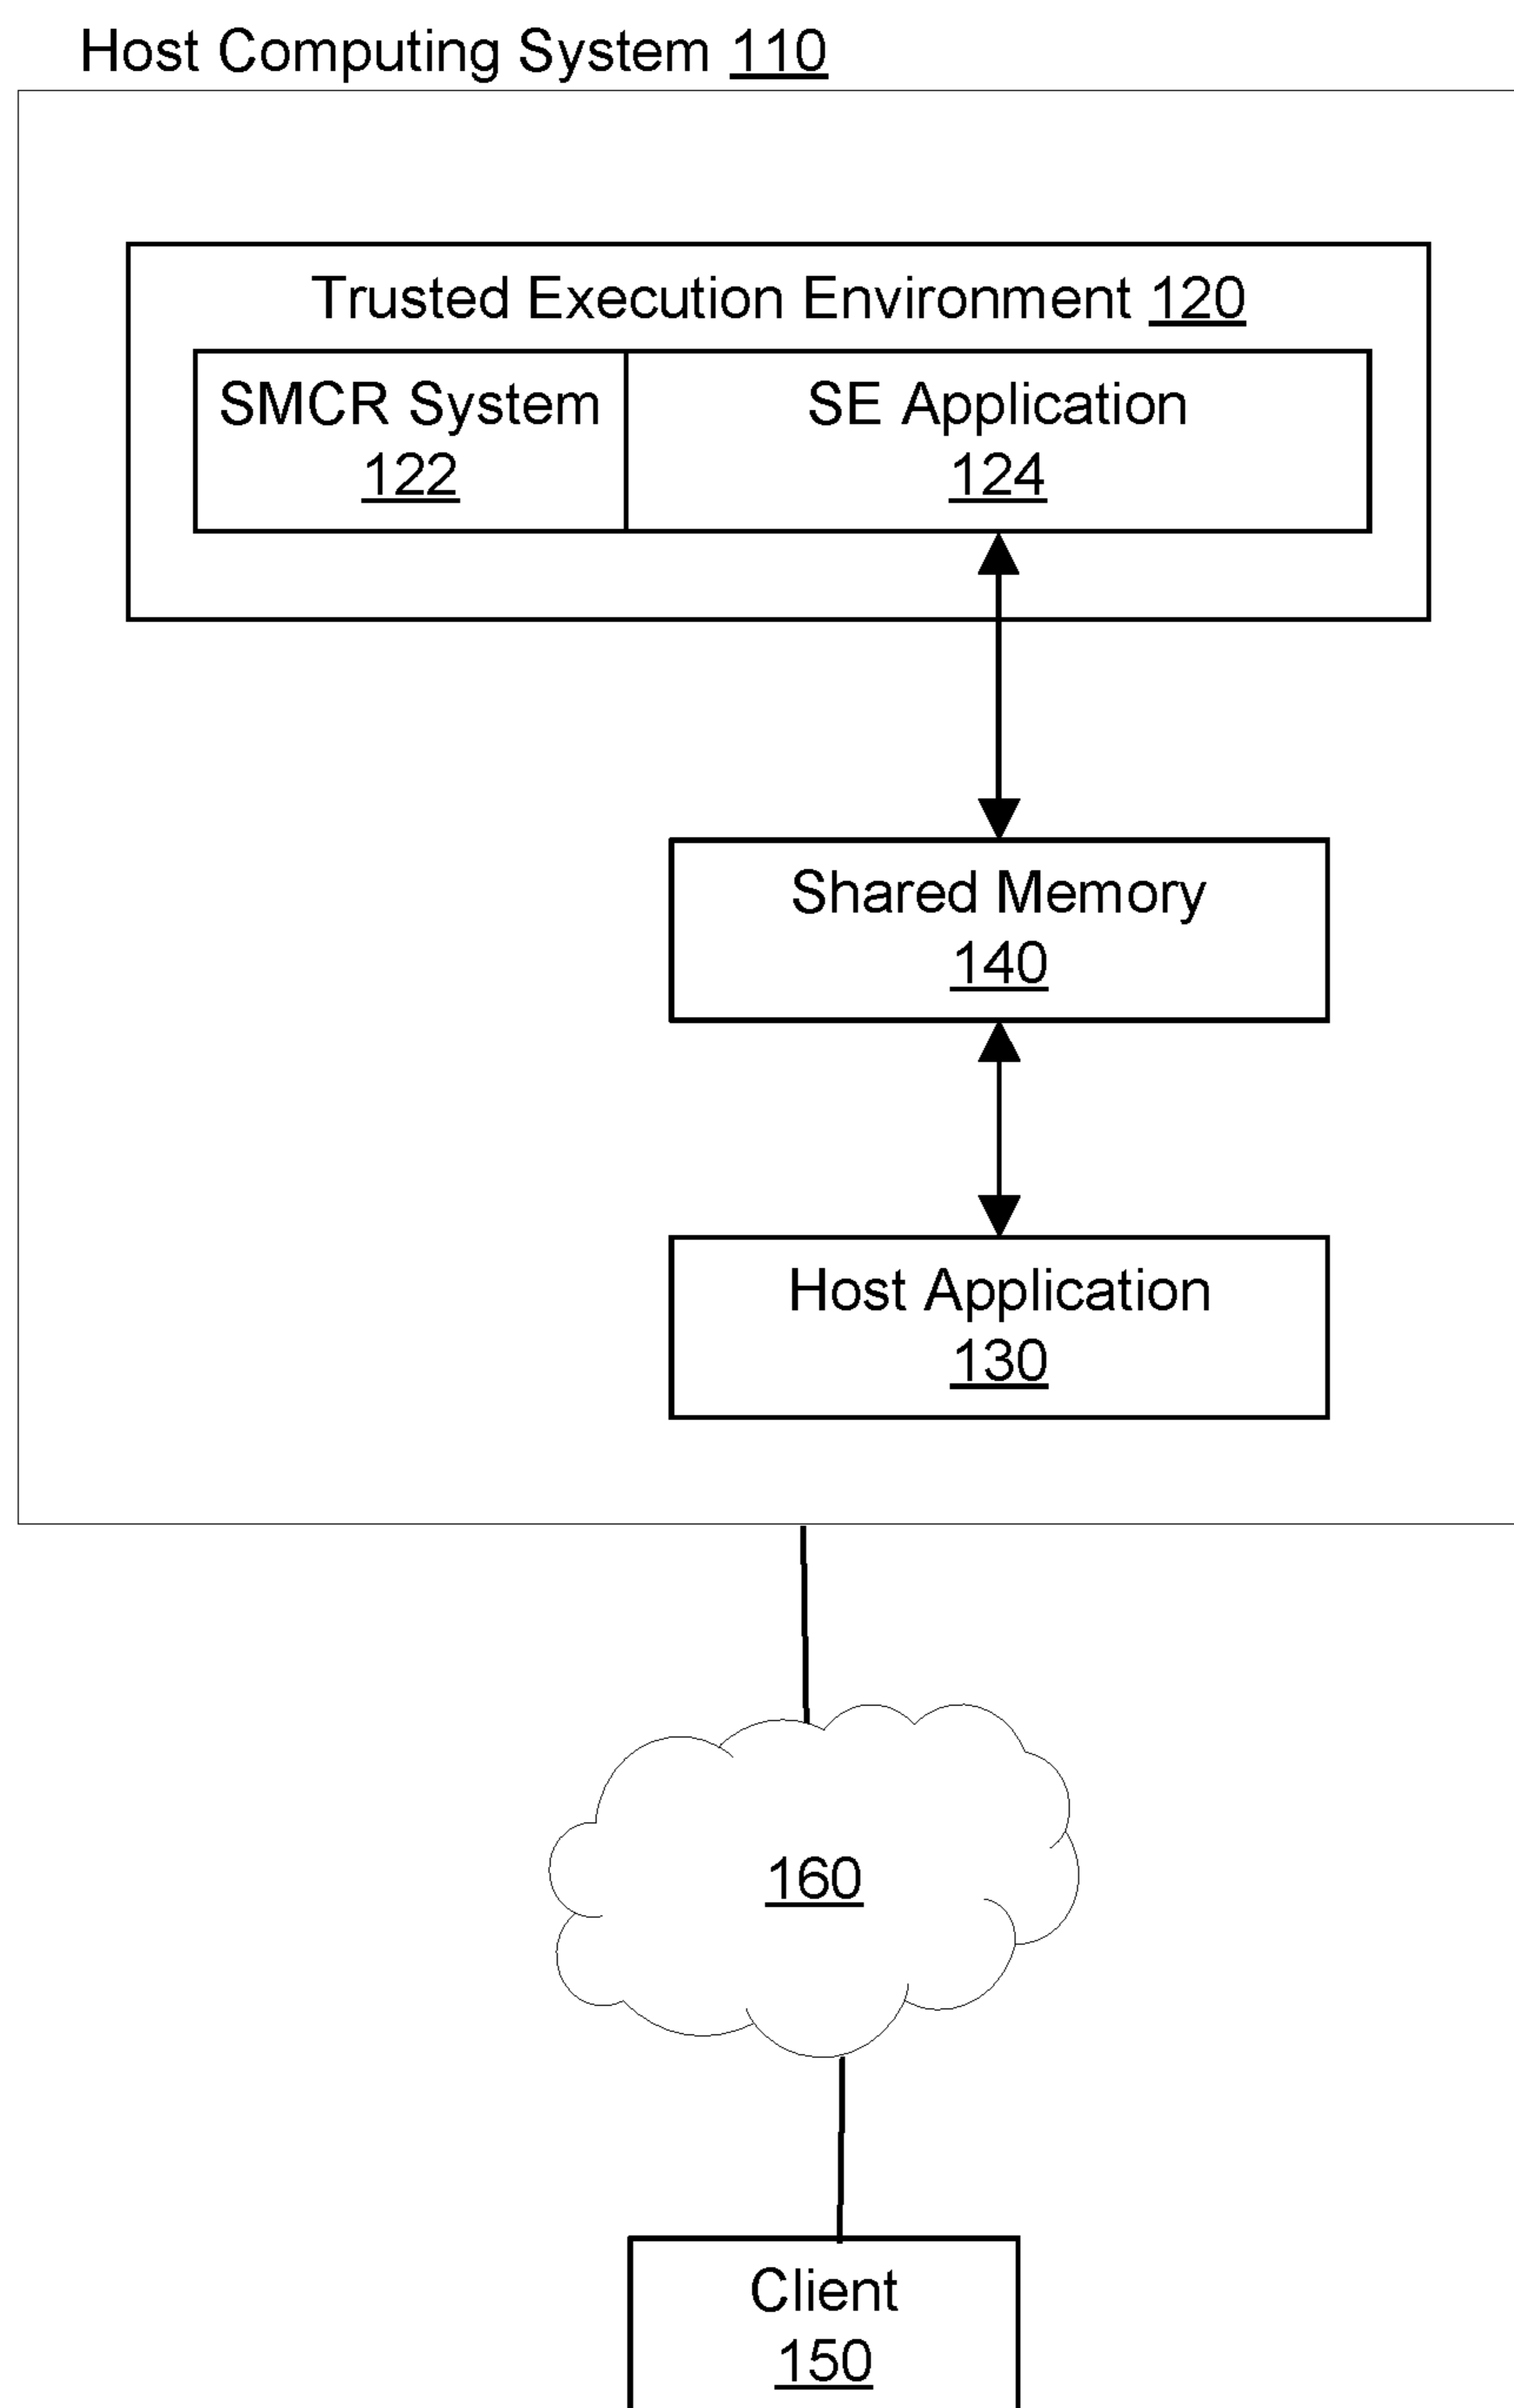 Host Computing System 110
Trusted Execution Environment 120
SMCR System
122
SE Application
124
Shared Memory
140
Host Application
130
160
Client
150